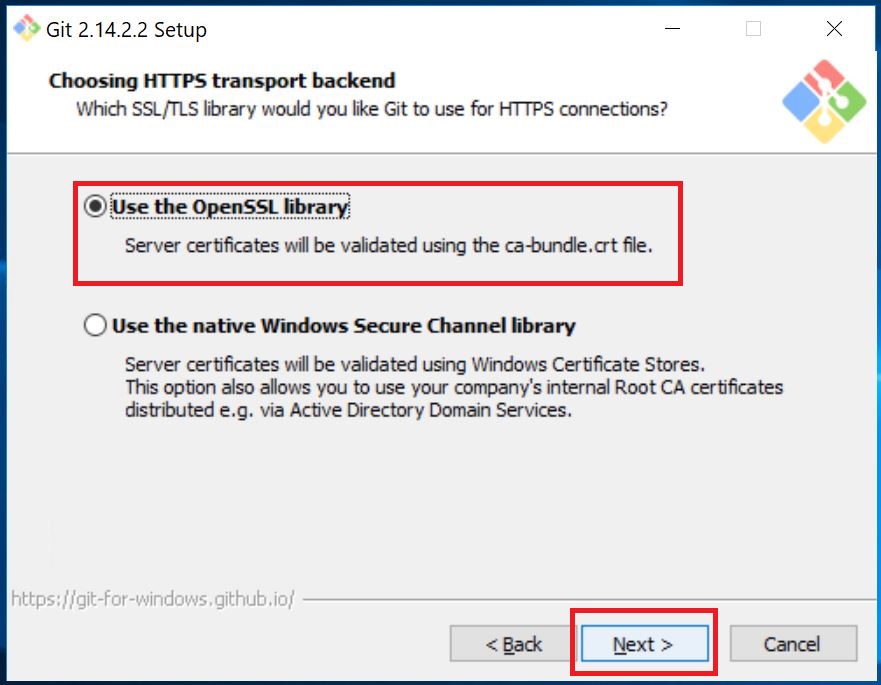 Git 2.14.2.2 Setup
Choosing HTTPS transport backend
Which SSL/TLS library would you like Git to use for HTTPS connections?
Use the OpenSSL library
Server certificates will be validated using the ca-bundle.crt file.
Use the native Windows Secure Channel library
Server certificates will be validated using Windows Certificate Stores.
This option also allows you to use your company's internal Root CA certificates
distributed e.g. via Active Directory Domain Services.
https://git-for-windows.github.io/
< Back Next > Cancel